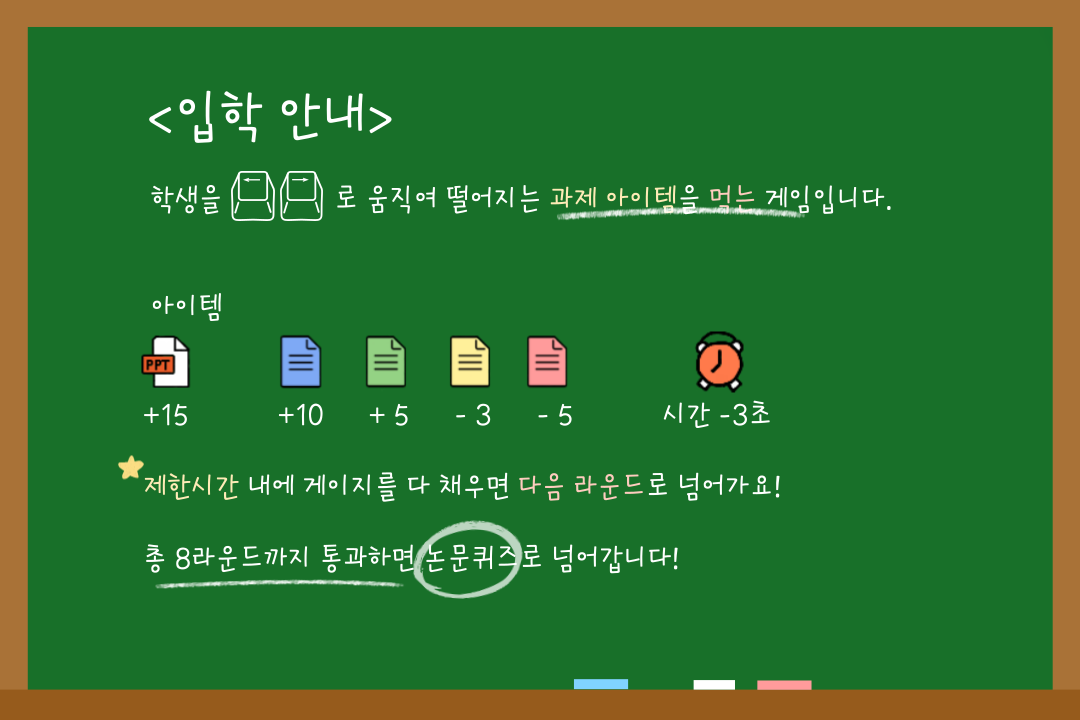 <입학 안내>
학생을 ← → 로 움직여 떨어지는 과제 아이템을 먹는 게임입니다.
아이템
PPT
+15 +10 + 5 - 3 - 5 시간 -3초
제한시간 내에 게이지를 다 채우면 다음 라운드로 넘어가요!
총 8라운드까지 통과하면 논문퀴즈로 넘어갑니다!